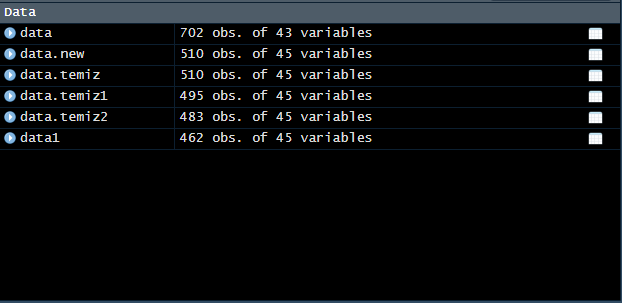 Data
data 702 obs. of 43 variables
data.new 510 obs. of 45 variables
data.temiz 510 obs. of 45 variables
data.temiz1 495 obs. of 45 variables
data.temiz2 483 obs. of 45 variables
data1 462 obs. of 45 variables